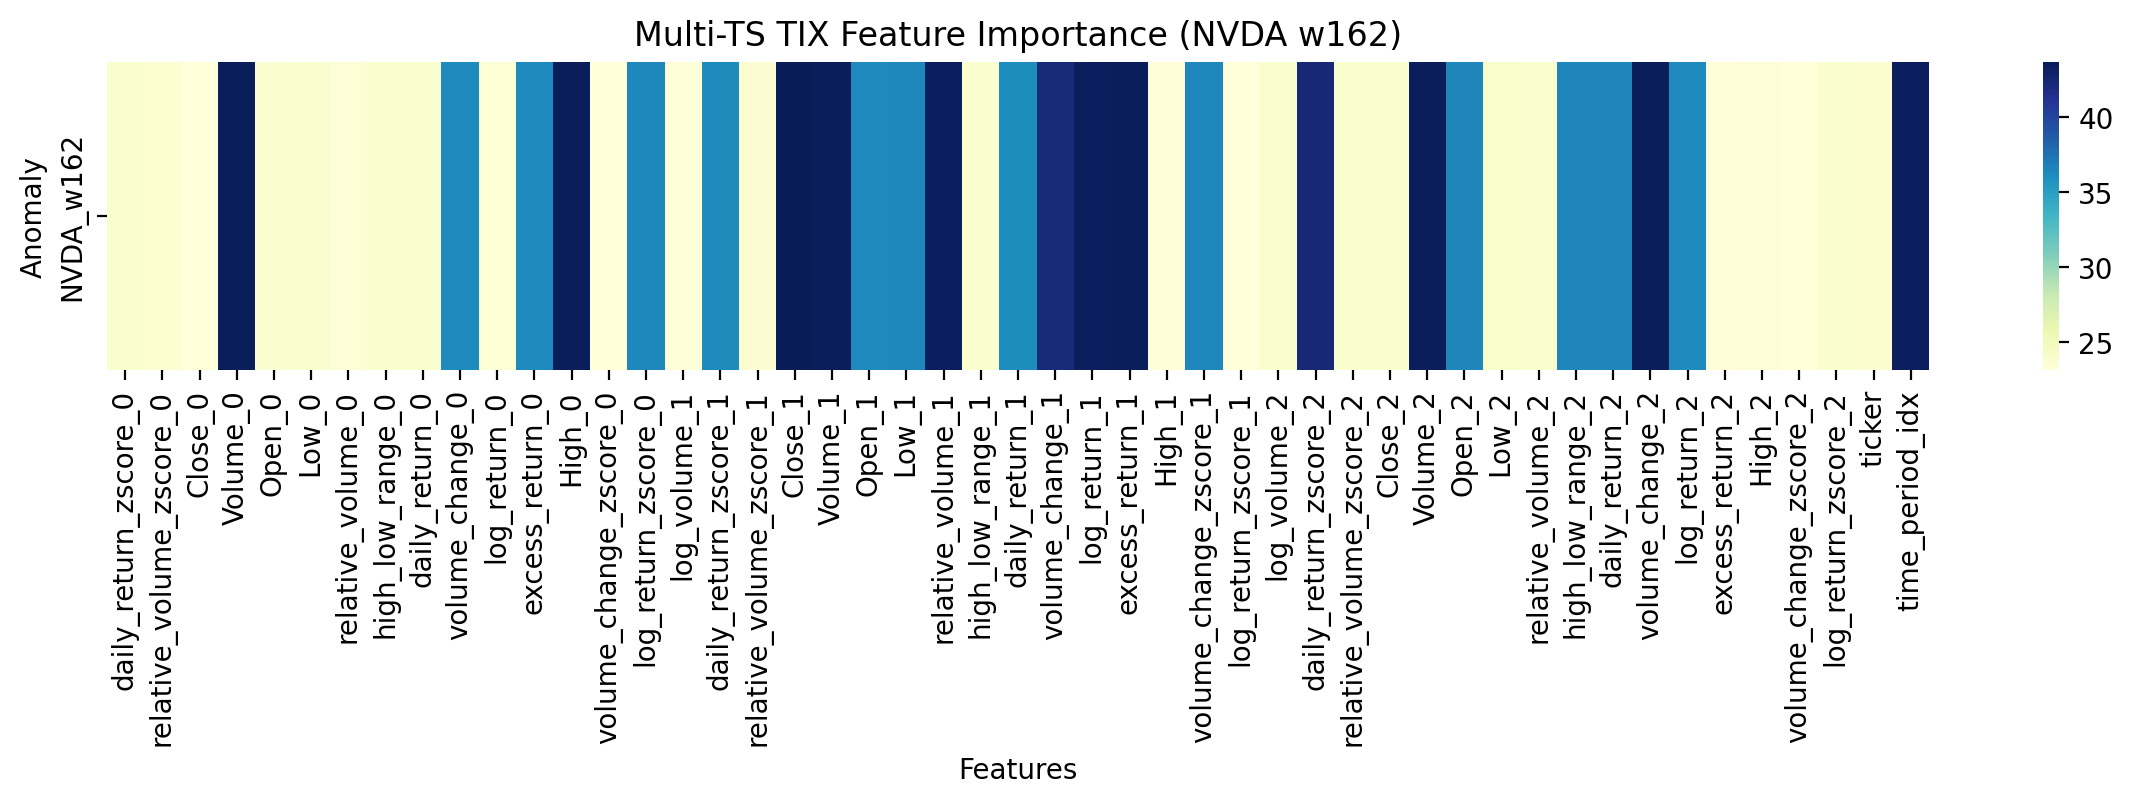 Multi-TS TIX Feature Importance (NVDA w162)
Anomaly
NVDA_w162
40
35
30
25
daily_return_zscore_0
relative_volume_zscore_0
Close_0
Volume_0
Open_0
Low_0
relative_volume_0
high_low_range_0
daily_return_0
volume_change_0
log_return_0
excess_return_0
High_0
volume_change_zscore_0
log_return_zscore_0
log_volume_1
daily_return_zscore_1
relative_volume_zscore_1
Close_1
Volume_1
Open_1
Low_1
relative_volume_1
high_low_range_1
daily_return_1
volume_change_1
log_return_1
excess_return_1
High_1
volume_change_zscore_1
log_return_zscore_1
log_volume_2
daily_return_zscore_2
relative_volume_zscore_2
Close_2
Volume_2
Open_2
Low_2
relative_volume_2
high_low_range_2
daily_return_2
volume_change_2
log_return_2
excess_return_2
High_2
volume_change_zscore_2
log_return_zscore_2
ticker
time_period_idx
Features